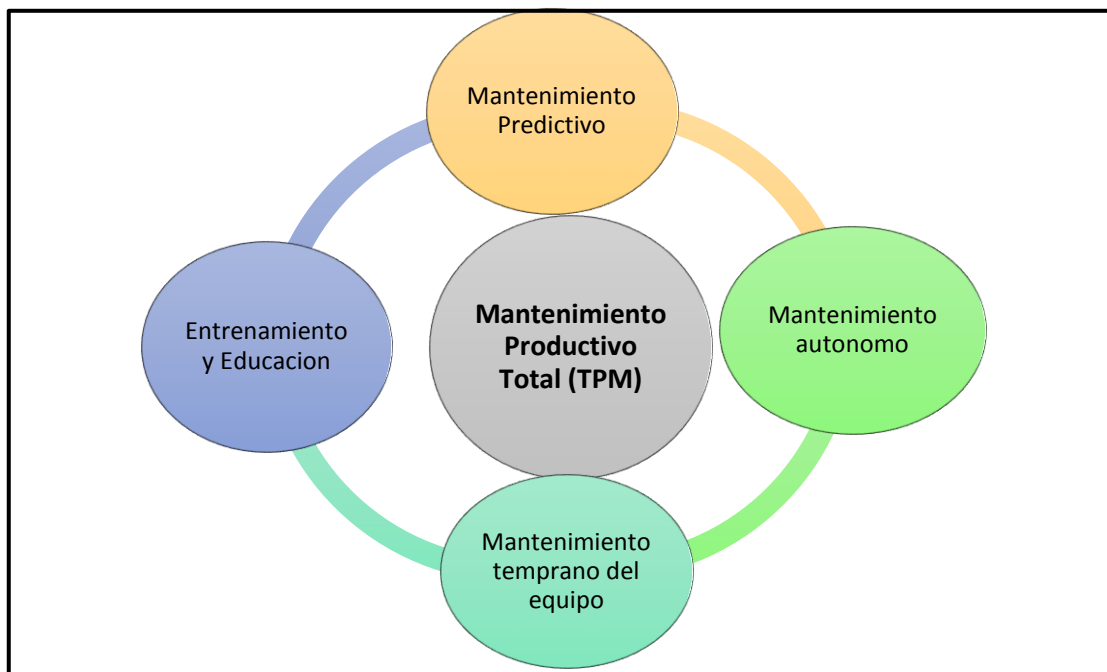 Mantenimiento
Predictivo
Mantenimiento
autonomo
Mantenimiento
Productivo
Total (TPM)
Entrenamiento
y Educacion
Mantenimiento
temprano del
equipo